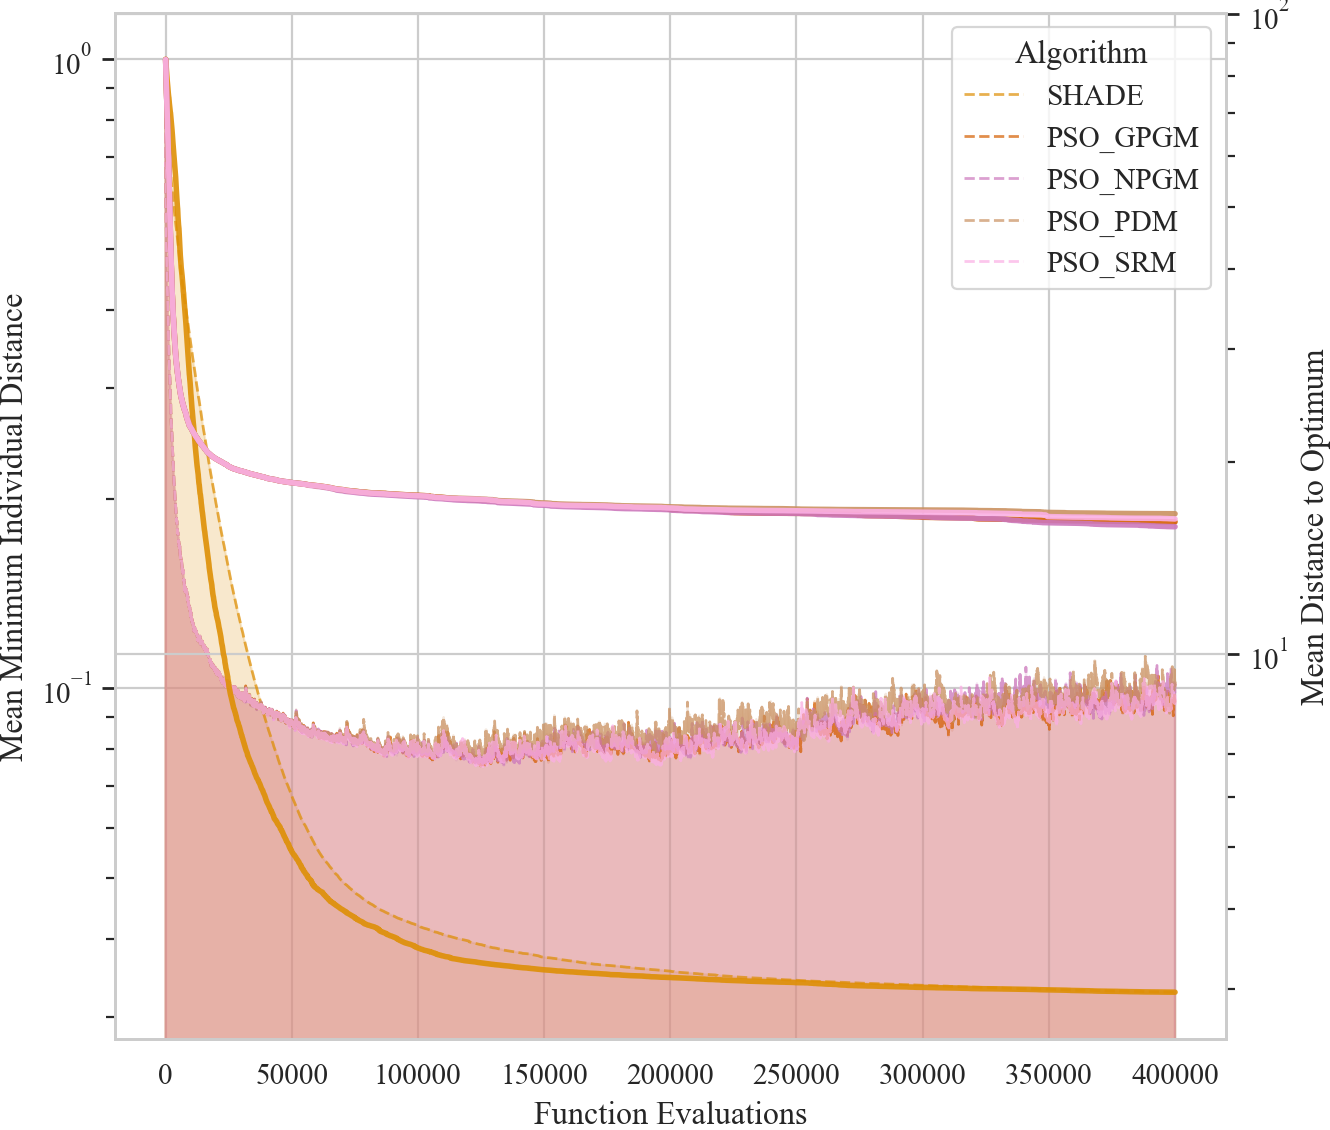 Algorithm
SHADE
PSO_GPGM
PSO_NPGM
PSO_PDM
PSO_SRM
Mean Minimum Individual Distance
10^0
10^−1
Mean Distance to Optimum
10^2
10^1
0 50000 100000 150000 200000 250000 300000 350000 400000
Function Evaluations